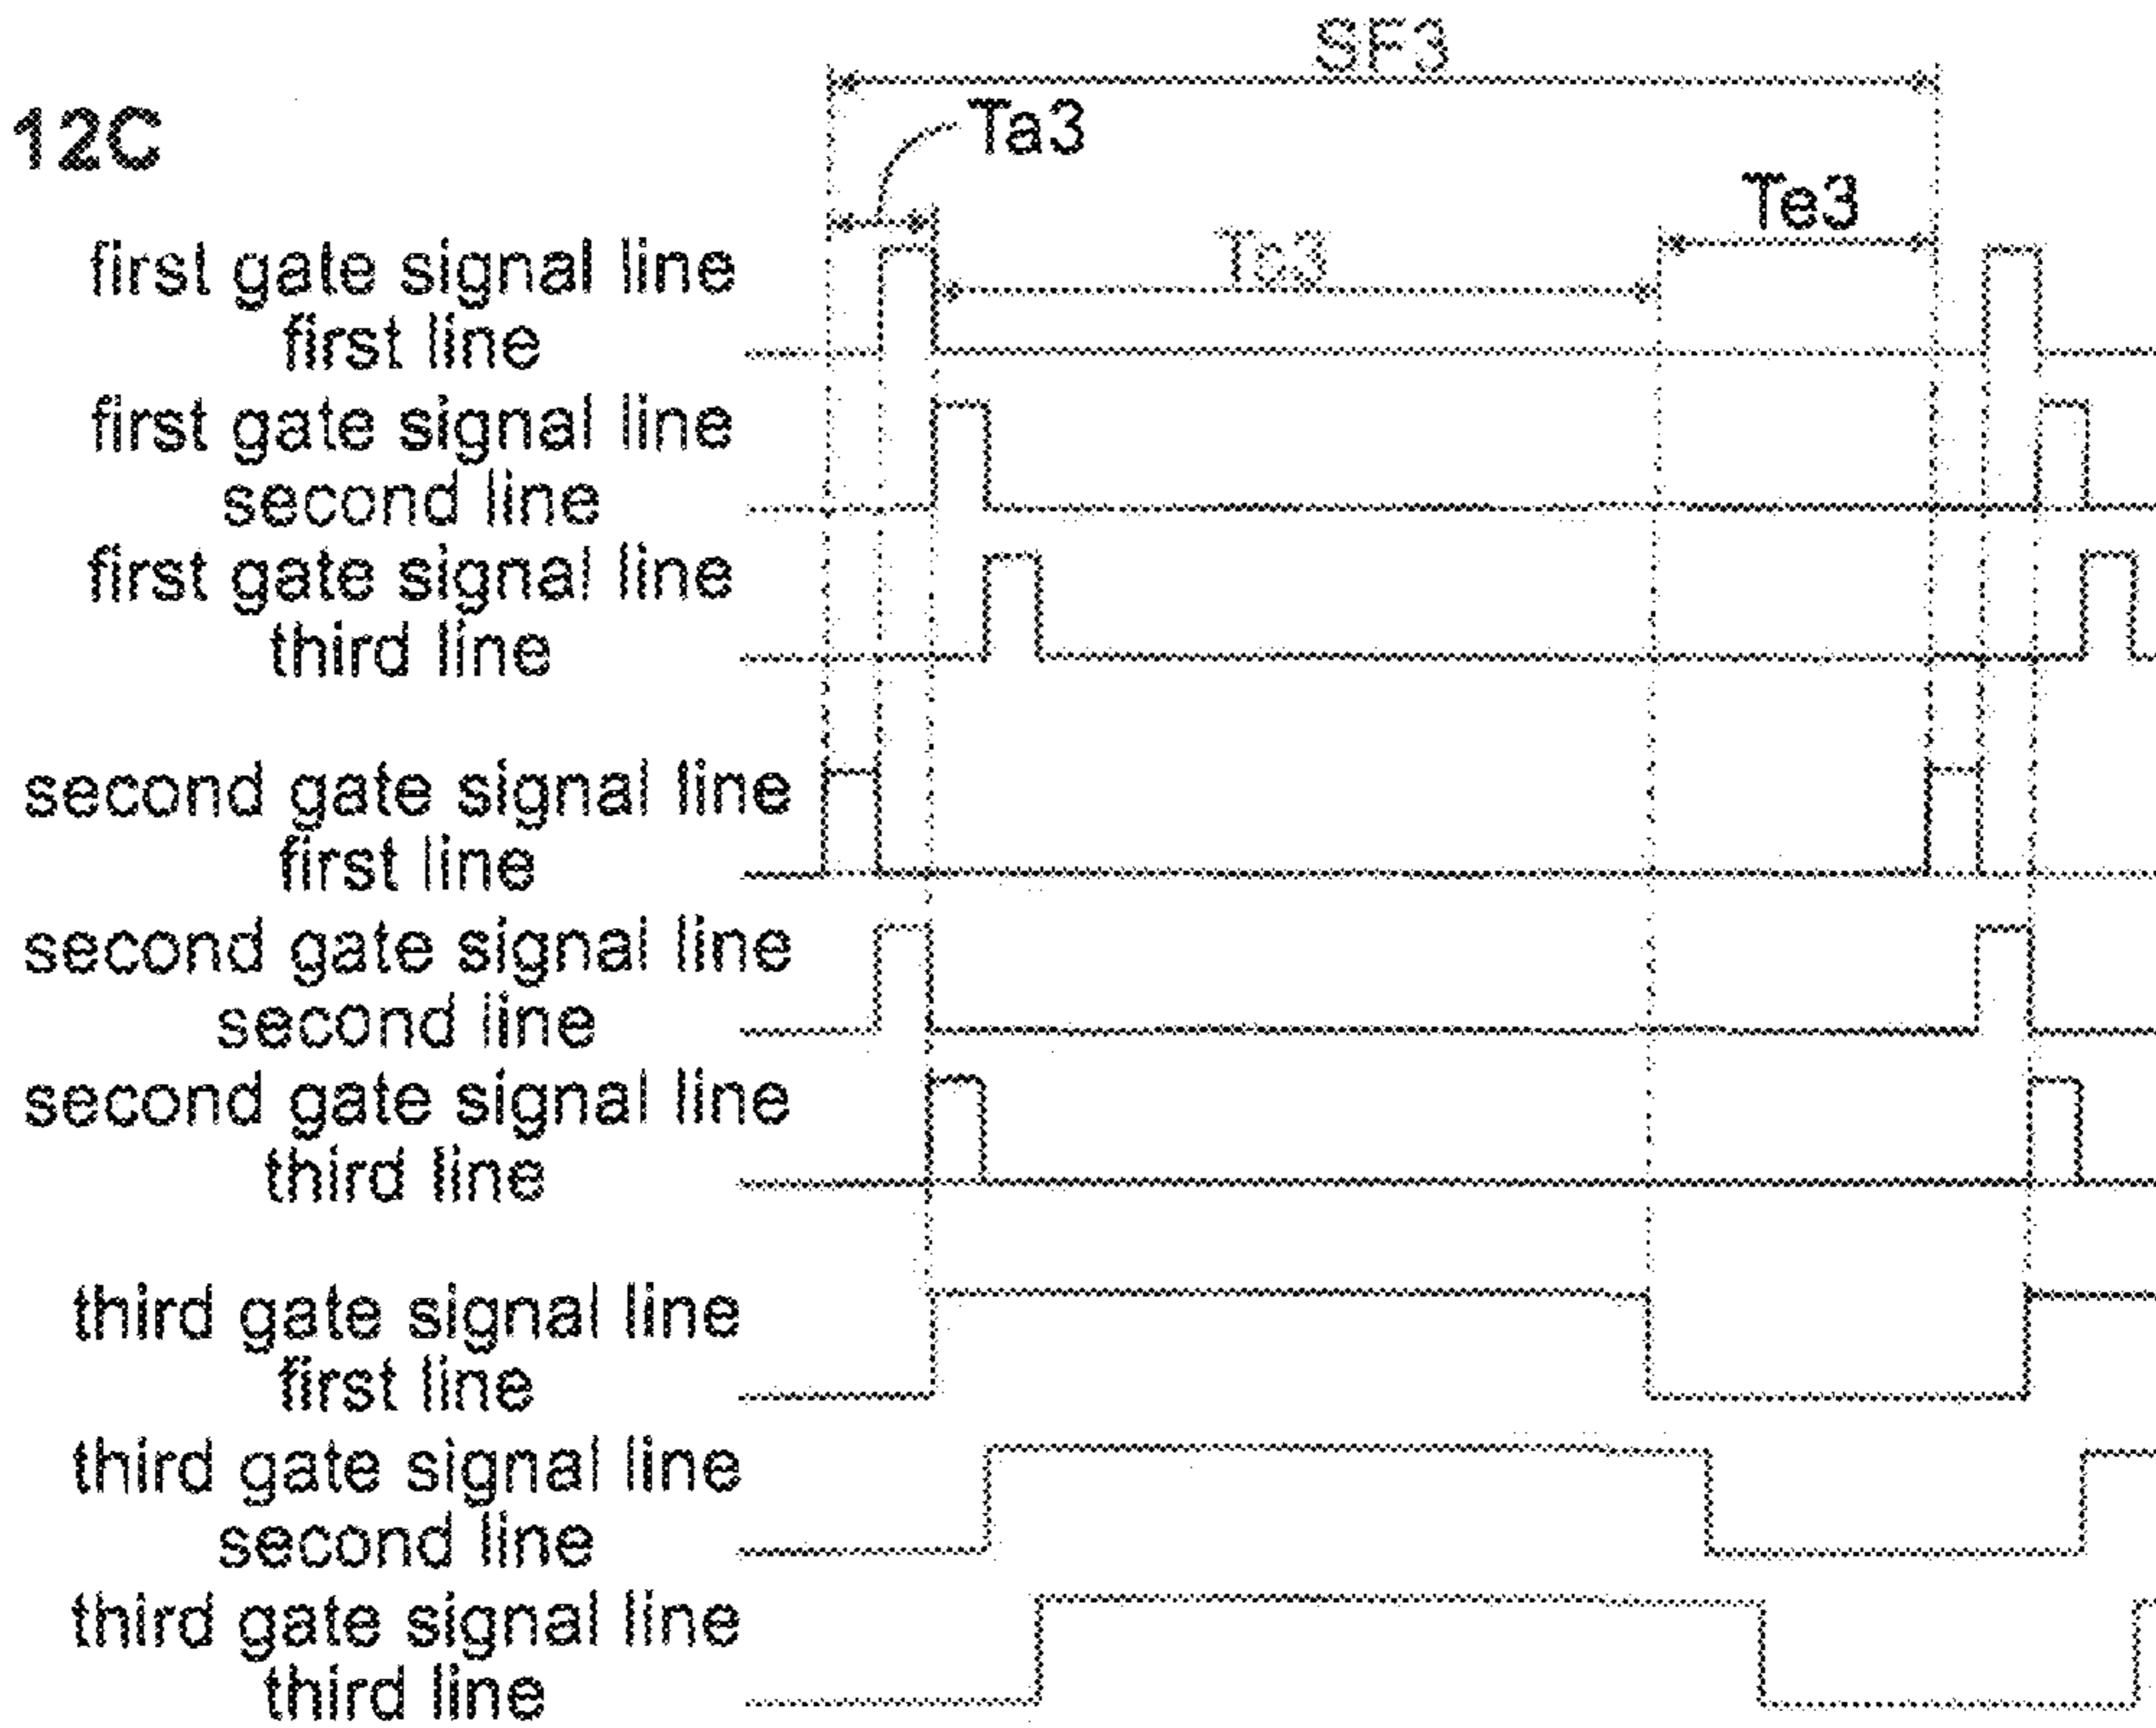 SF3
12C
Ta3
Te3
first gate signal line
first line
first gate signal line
second line
first gate signal line
third line
second gate signal line
first line
second gate signal line
second line
second gate signal line
third line
third gate signal line
first line
third gate signal line
second line
third gate signal line
third line